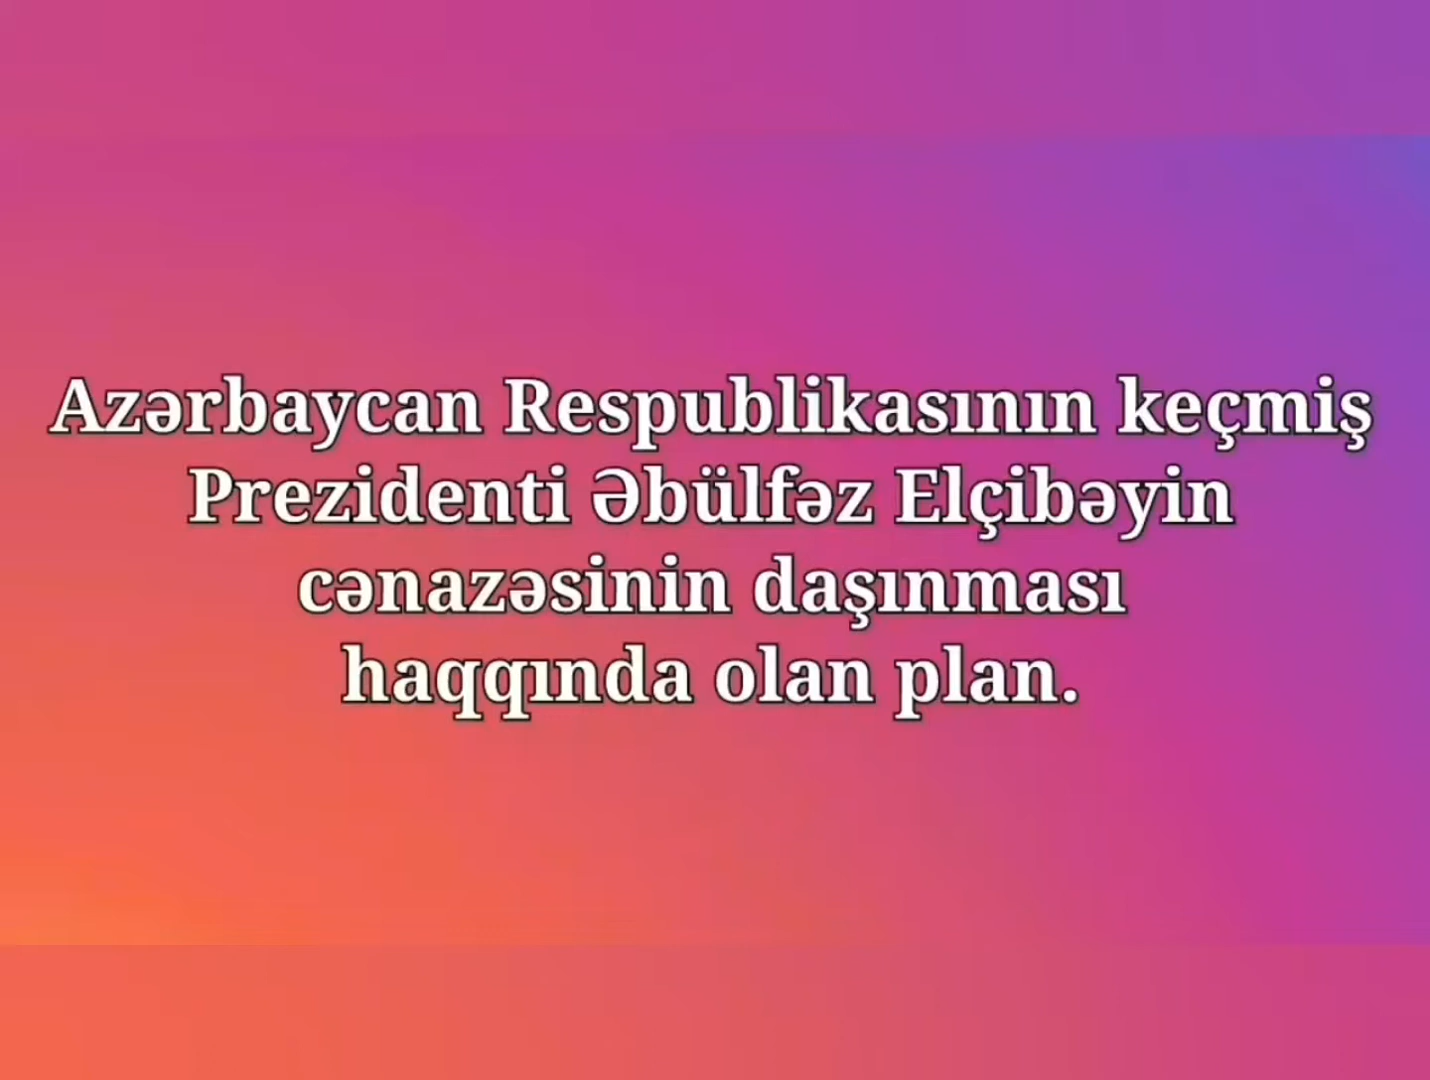 Azərbaycan Respublikasının keçmiş
Prezidenti Əbülfəz Elçibəyin
cənazəsinin daşınması
haqqında olan plan.